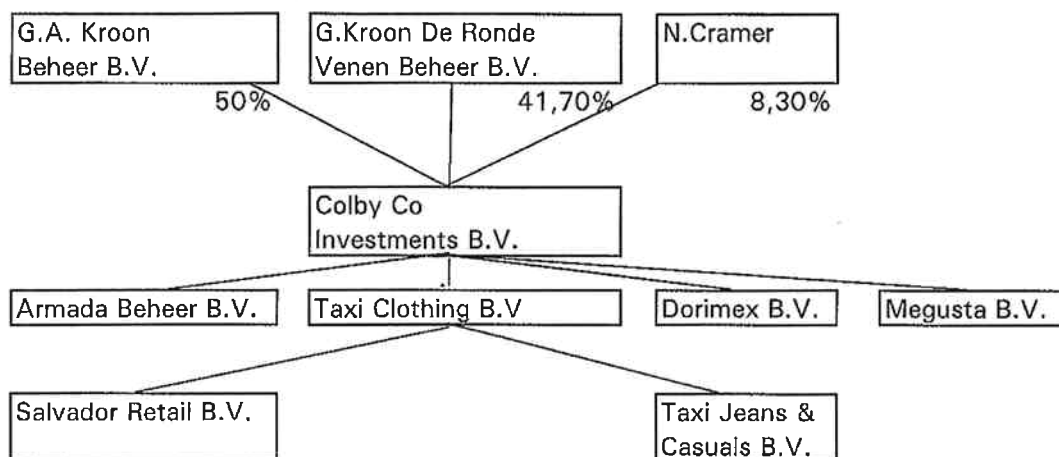 G.A. Kroon
Beheer B.V.
G.Kroon De Ronde
Venen Beheer B.V.
N.Cramer
50%
41,70%
8,30%
Colby Co
Investments B.V.
Armada Beheer B.V.
Taxi Clothing B.V
Dorimex B.V.
Megusta B.V.
Salvador Retail B.V.
Taxi Jeans &
Casuals B.V.